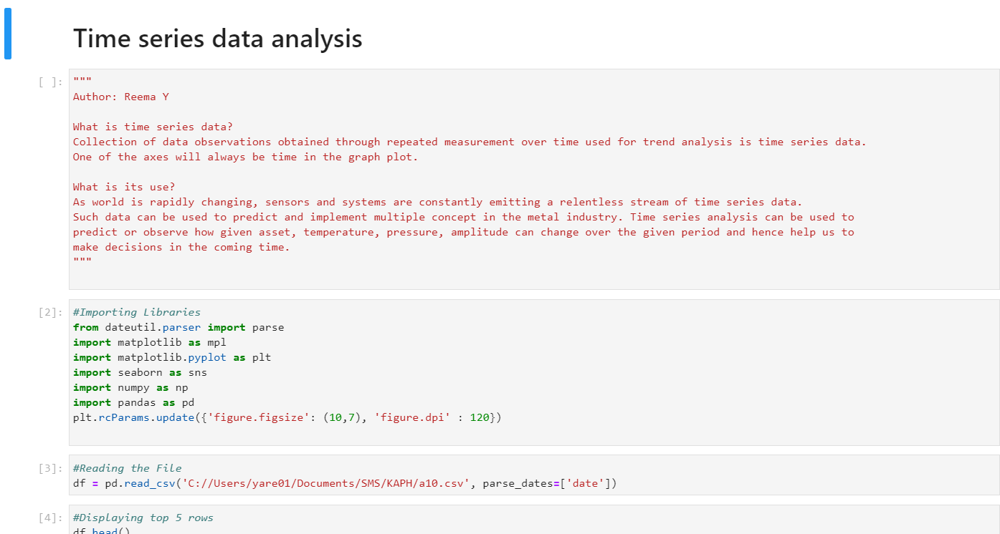 Time series data analysis
[ ]:
"""
Author: Reema Y
What is time series data?
Collection of data observations obtained through repeated measurement over time used for trend analysis is time series data.
One of the axes will always be time in the graph plot.
What is its use?
As world is rapidly changing, sensors and systems are constantly emitting a relentless stream of time series data.
Such data can be used to predict and implement multiple concept in the metal industry. Time series analysis can be used to
predict or observe how given asset, temperature, pressure, amplitude can change over the given period and hence help us to
make decisions in the coming time.
"""
[2]:
#Importing Libraries
from dateutil.parser import parse
import matplotlib as mpl
import matplotlib.pyplot as plt
import seaborn as sns
import numpy as np
import pandas as pd
plt.rcParams.update({'figure.figsize': (10,7), 'figure.dpi' : 120})
[3]:
#Reading the File
df = pd.read_csv('C://Users/yare01/Documents/SMS/KAPH/a10.csv', parse_dates=['date'])
[4]:
#Displaying top 5 rows
df.head()